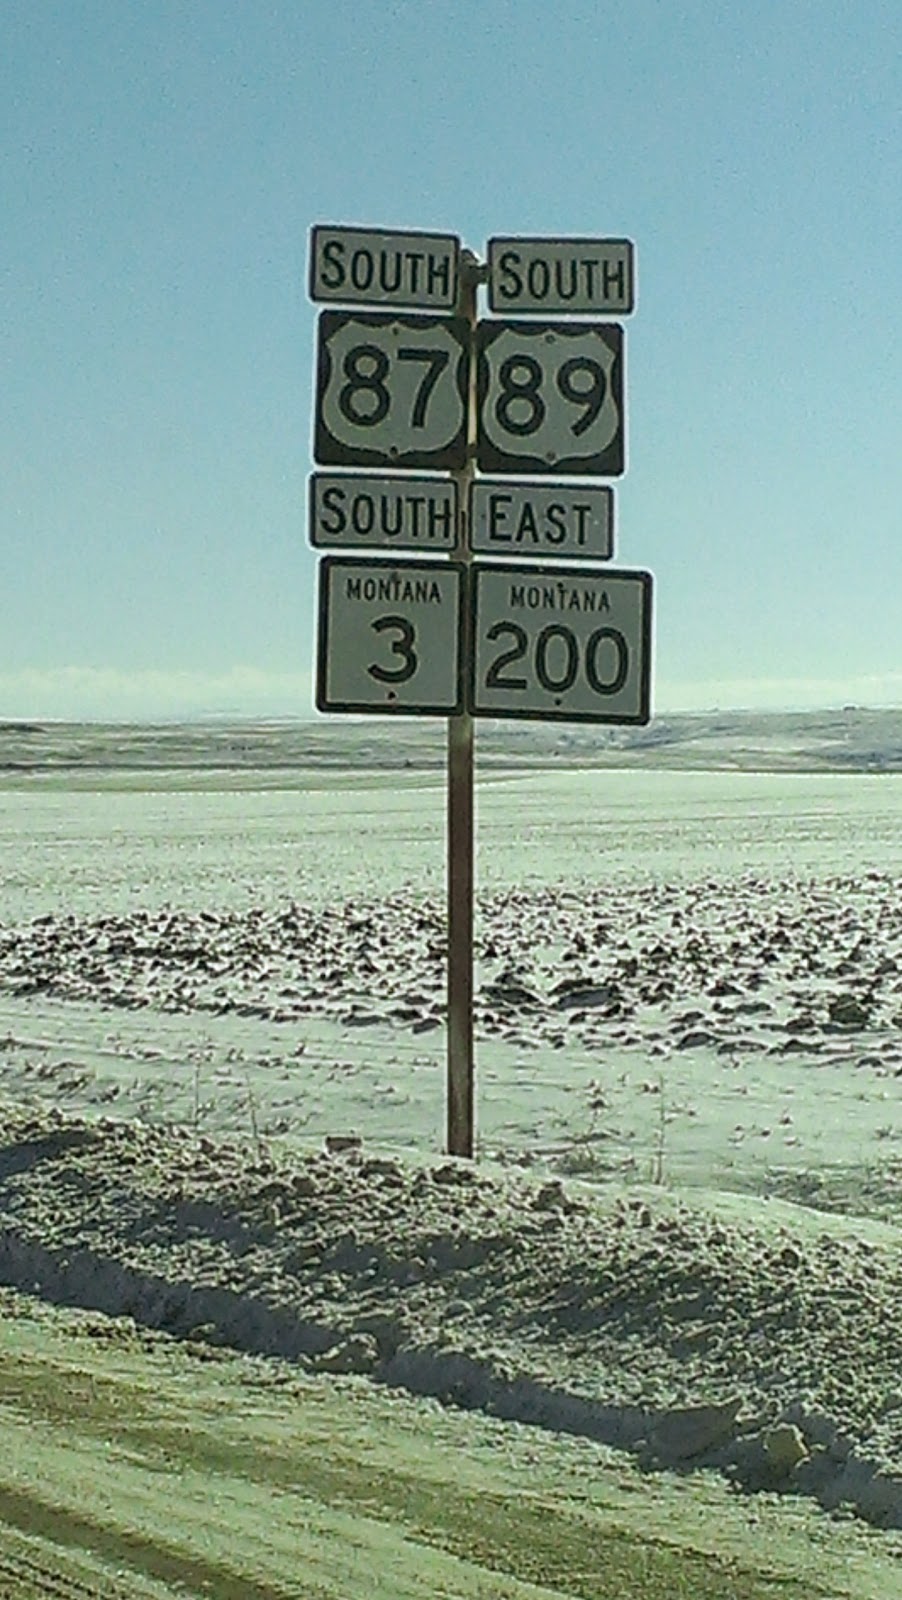 SOUTH SOUTH
87 89
SOUTH EAST
MONTANA MONTANA
3 200